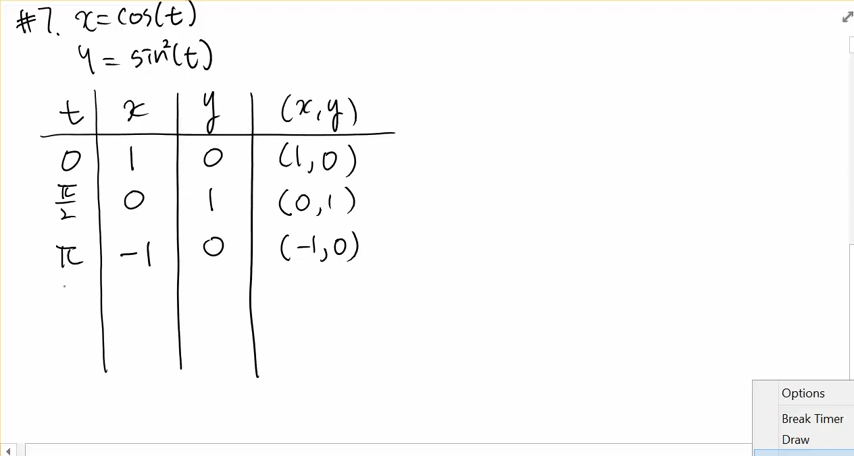 #7. x=cos(t)
y = sin²(t)
t x y (x,y)
0 1 0 (1,0)
π/2 0 1 (0,1)
π -1 0 (-1,0)
Options
Break Timer
Draw